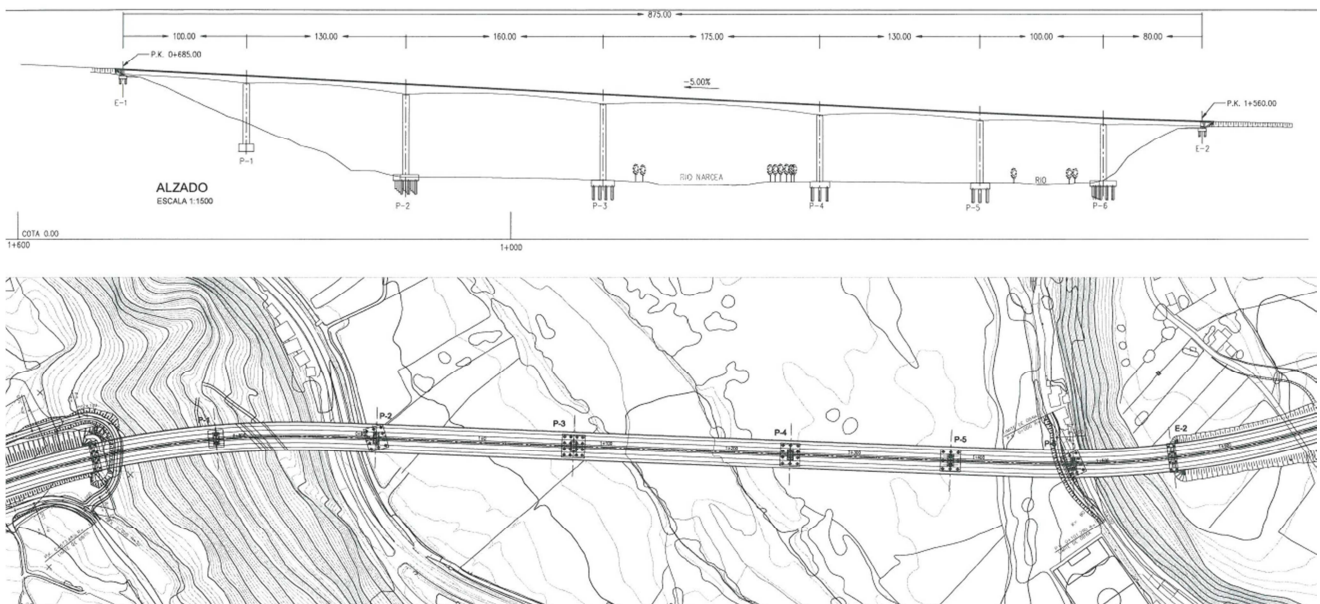 875.00
100.00 130.00 160.00 175.00 130.00 100.00 80.00
P.K. 0+685.00
-5.00%
P.K. 1+560.00
E-1
P-1
P-2
P-3
P-4
P-5
P-6
E-2
RIO NARCEA
RIO
ALZADO
ESCALA 1:1500
COTA 0.00
1+600
1+000
P-1
P-2
P-3
P-4
P-5
E-2